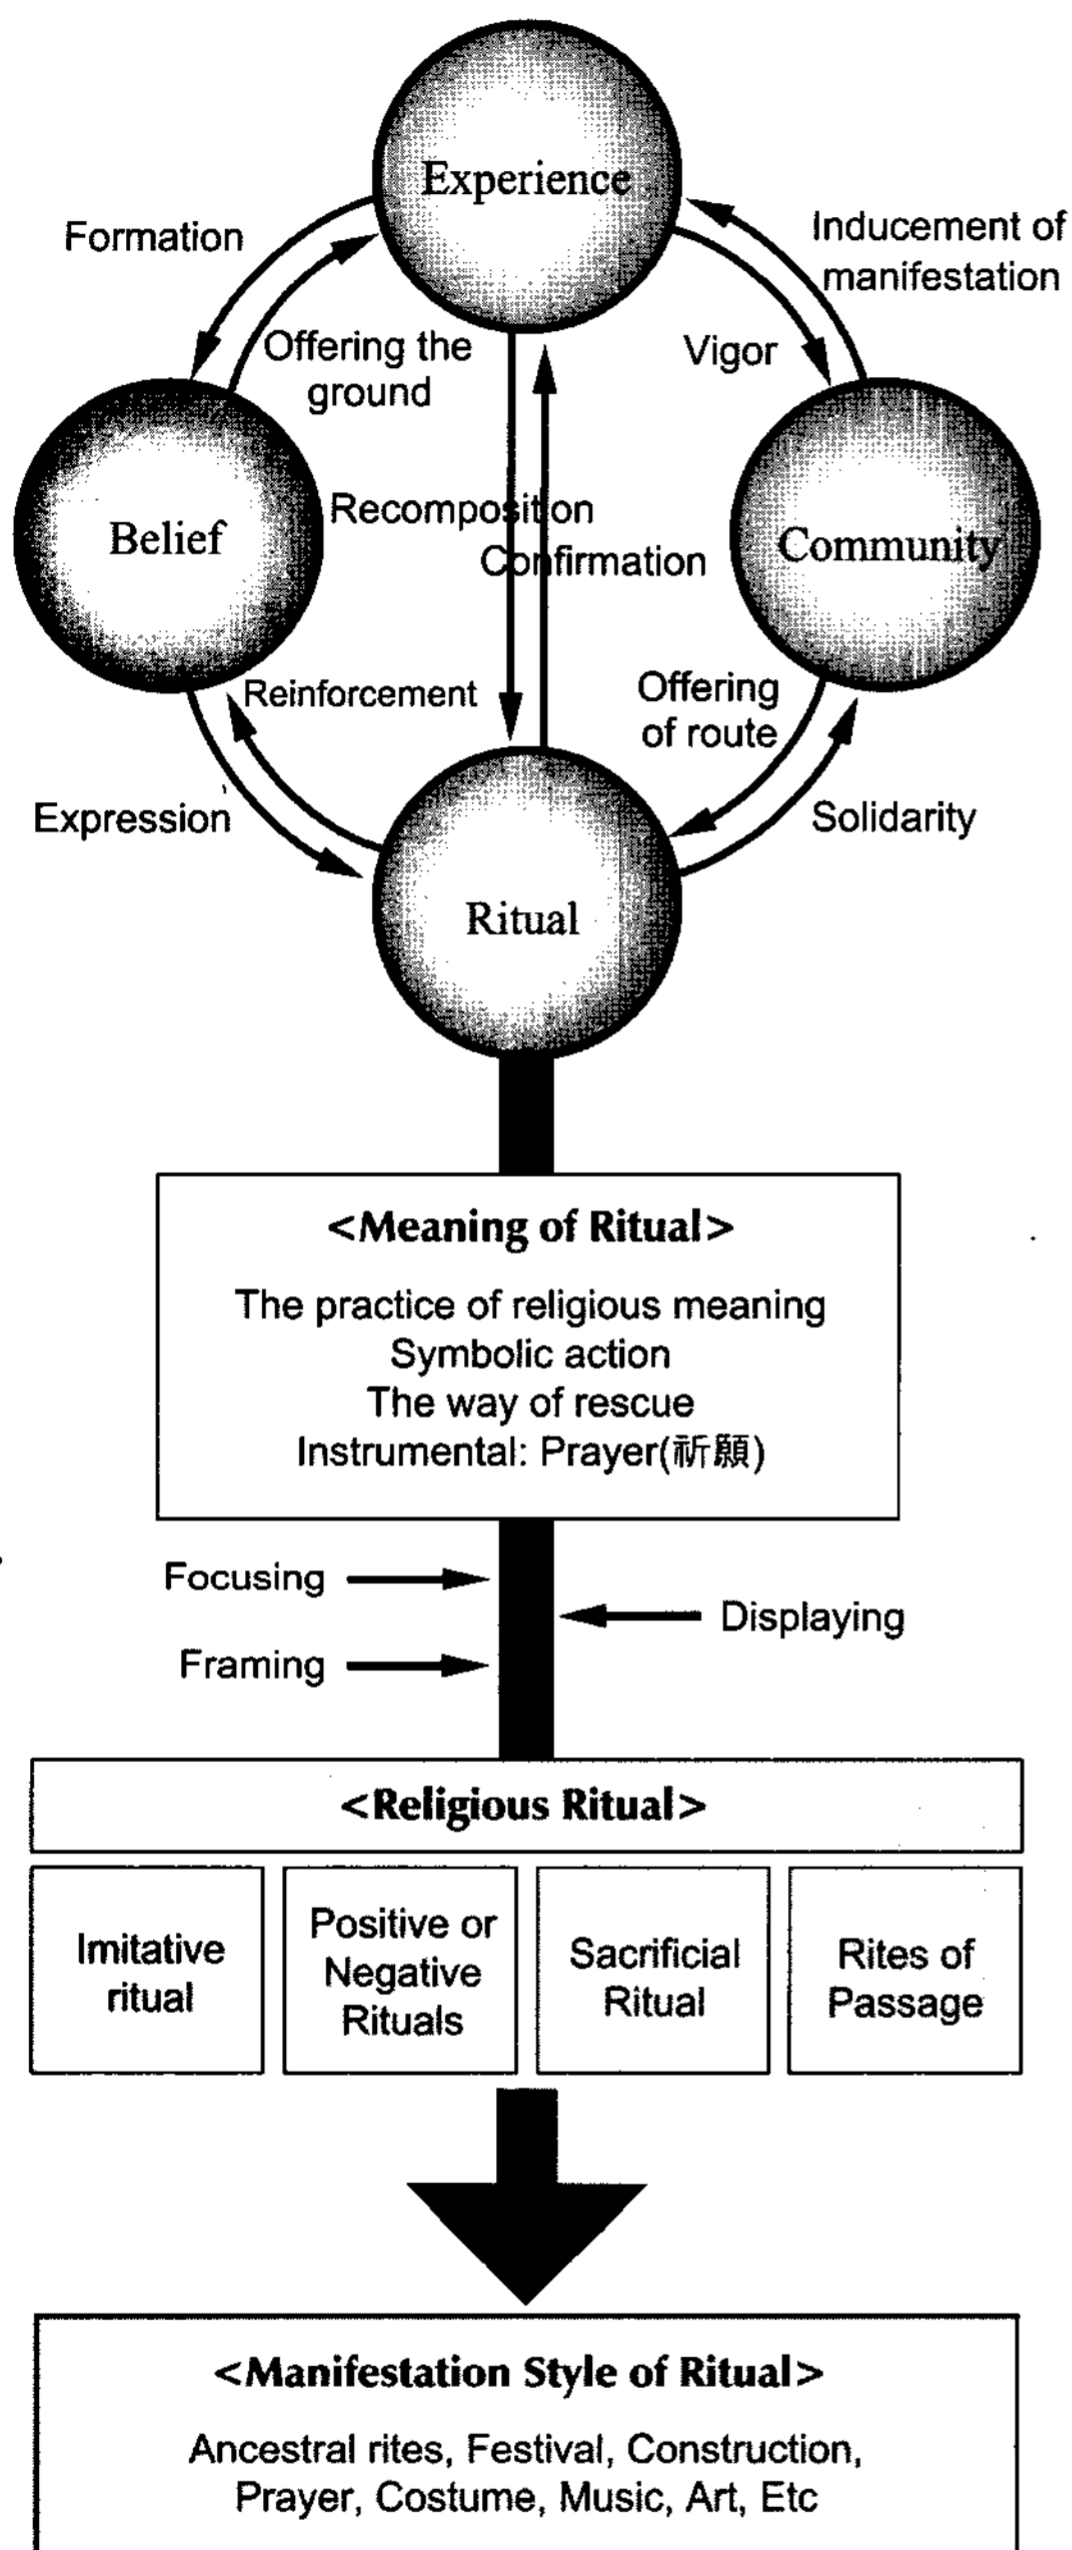 Experience
Formation
Inducement of
manifestation
Offering the
ground
Vigor
Belief
Recomposition
Confirmation
Community
Reinforcement
Offering
of route
Expression
Solidarity
Ritual
<Meaning of Ritual>
The practice of religious meaning
Symbolic action
The way of rescue
Instrumental: Prayer(祈願)
Focusing
Displaying
Framing
<Religious Ritual>
Imitative
ritual
Positive or
Negative
Rituals
Sacrificial
Ritual
Rites of
Passage
<Manifestation Style of Ritual>
Ancestral rites, Festival, Construction,
Prayer, Costume, Music, Art, Etc